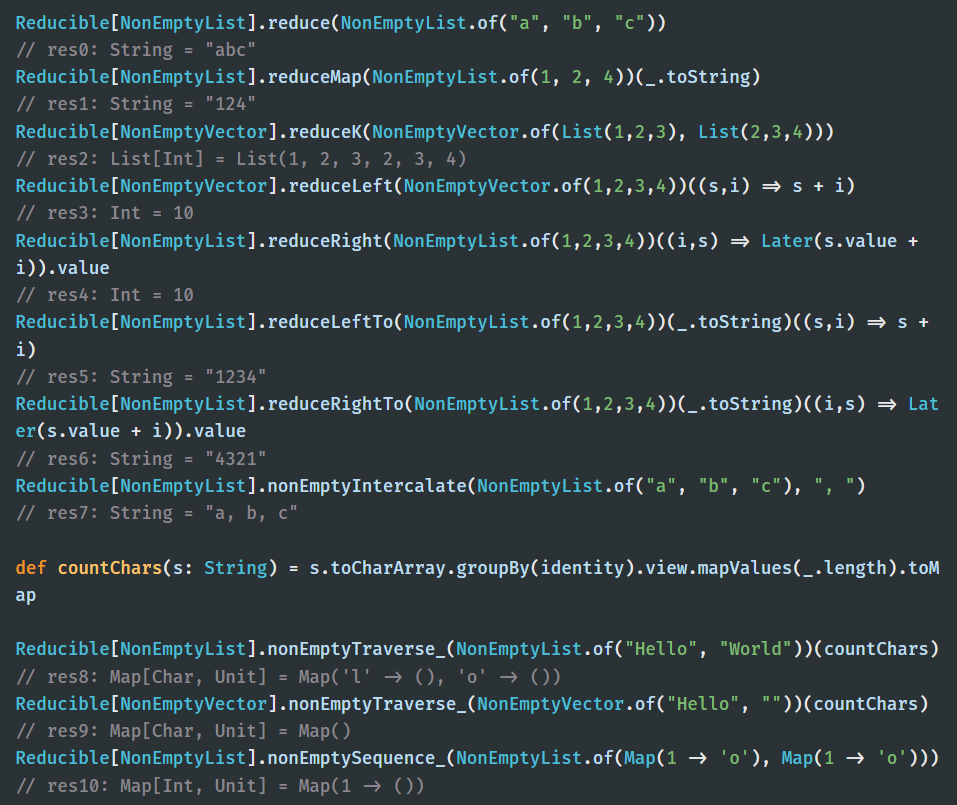 Reducible[NonEmptyList].reduce(NonEmptyList.of("a", "b", "c"))
// res0: String = "abc"
Reducible[NonEmptyList].reduceMap(NonEmptyList.of(1, 2, 4))(_.toString)
// res1: String = "124"
Reducible[NonEmptyVector].reduceK(NonEmptyVector.of(List(1,2,3), List(2,3,4)))
// res2: List[Int] = List(1, 2, 3, 2, 3, 4)
Reducible[NonEmptyVector].reduceLeft(NonEmptyVector.of(1,2,3,4))((s,i) => s + i)
// res3: Int = 10
Reducible[NonEmptyList].reduceRight(NonEmptyList.of(1,2,3,4))((i,s) => Later(s.value +
i)).value
// res4: Int = 10
Reducible[NonEmptyList].reduceLeftTo(NonEmptyList.of(1,2,3,4))(_.toString)((s,i) => s +
i)
// res5: String = "1234"
Reducible[NonEmptyList].reduceRightTo(NonEmptyList.of(1,2,3,4))(_.toString)((i,s) => Lat
er(s.value + i)).value
// res6: String = "4321"
Reducible[NonEmptyList].nonEmptyIntercalate(NonEmptyList.of("a", "b", "c"), ", ")
// res7: String = "a, b, c"
def countChars(s: String) = s.toCharArray.groupBy(identity).view.mapValues(_.length).toM
ap
Reducible[NonEmptyList].nonEmptyTraverse_(NonEmptyList.of("Hello", "World"))(countChars)
// res8: Map[Char, Unit] = Map('l' -> (), 'o' -> ())
Reducible[NonEmptyVector].nonEmptyTraverse_(NonEmptyVector.of("Hello", ""))(countChars)
// res9: Map[Char, Unit] = Map()
Reducible[NonEmptyList].nonEmptySequence_(NonEmptyList.of(Map(1 -> 'o'), Map(1 -> 'o')))
// res10: Map[Int, Unit] = Map(1 -> ())